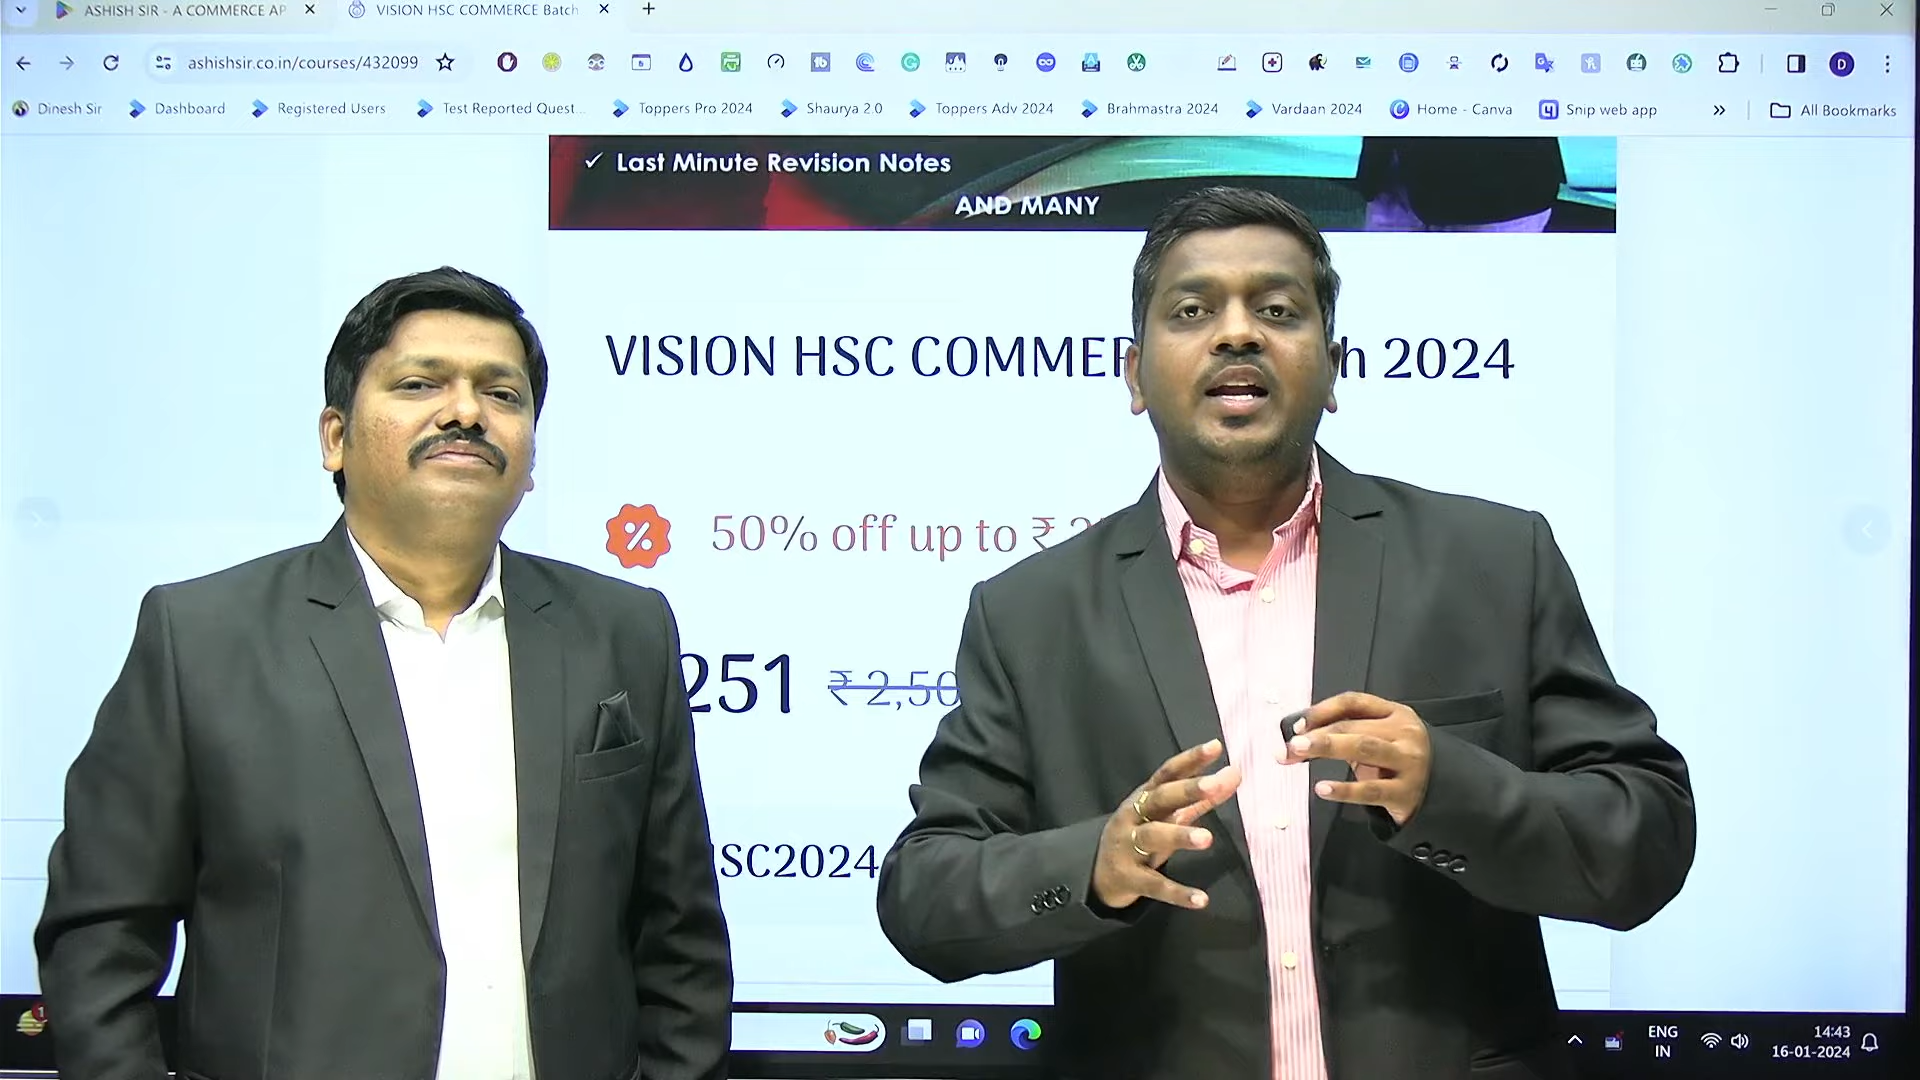 ASHISH SIR - A COMMERCE AP
VISION HSC COMMERCE Batch
ashishsir.co.in/courses/432099
D
Dinesh Sir
Dashboard
Registered Users
Test Reported Quest...
Toppers Pro 2024
Shaurya 2.0
Toppers Adv 2024
Brahmastra 2024
Vardaan 2024
Home - Canva
Snip web app
All Bookmarks
✓ Last Minute Revision Notes
AND MANY
VISION HSC COMMER h 2024
% 50% off up to ₹
251 ₹ 2,50
SC2024
1
ENG
IN
14:43
16-01-2024